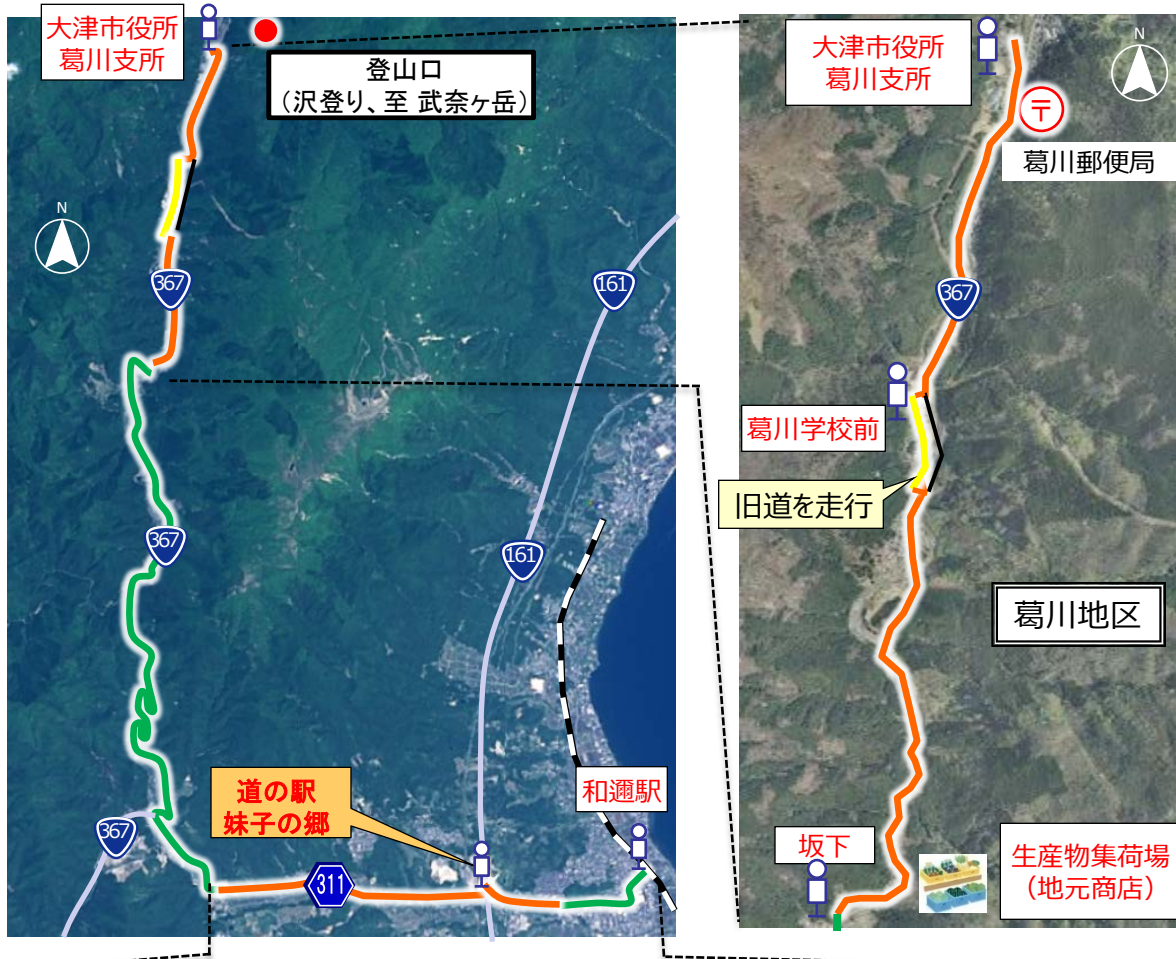 大津市役所
葛川支所
登山口
（沢登り、至 武奈ヶ岳）
N
367
161
367
161
道の駅
妹子の郷
和邇駅
367
311
大津市役所
葛川支所
N
〒
葛川郵便局
367
葛川学校前
旧道を走行
葛川地区
坂下
生産物集荷場
（地元商店）